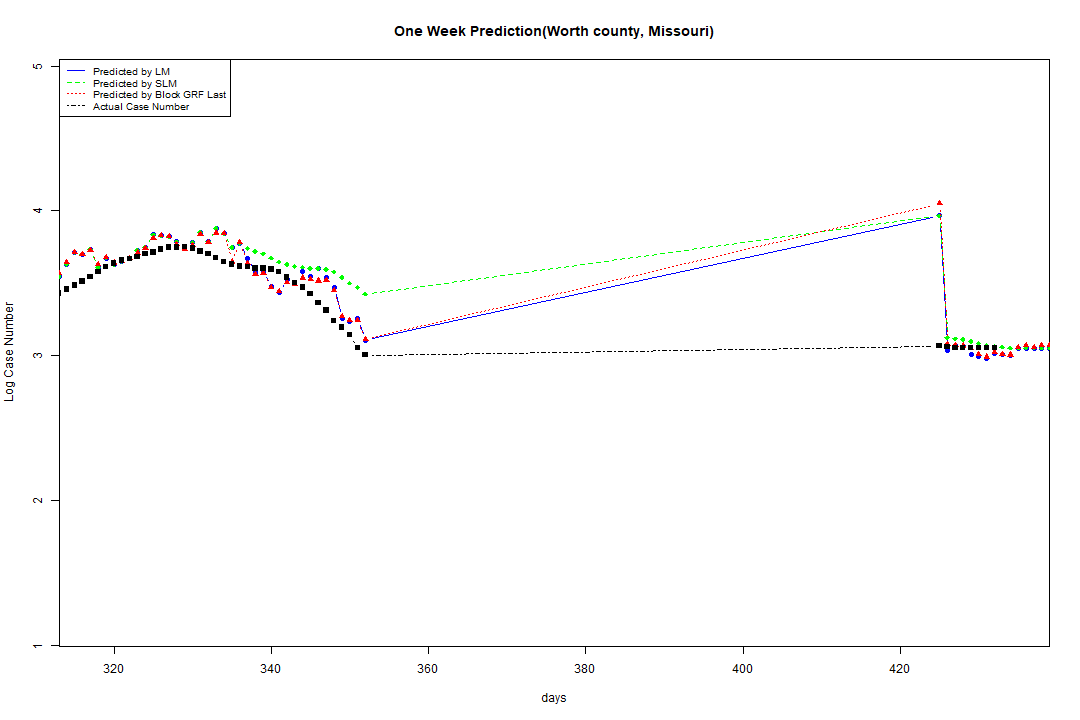 One Week Prediction(Worth county, Missouri)
Predicted by LM
Predicted by SLM
Predicted by Block GRF Last
Actual Case Number
5
4
3
2
1
Log Case Number
320 340 360 380 400 420
days